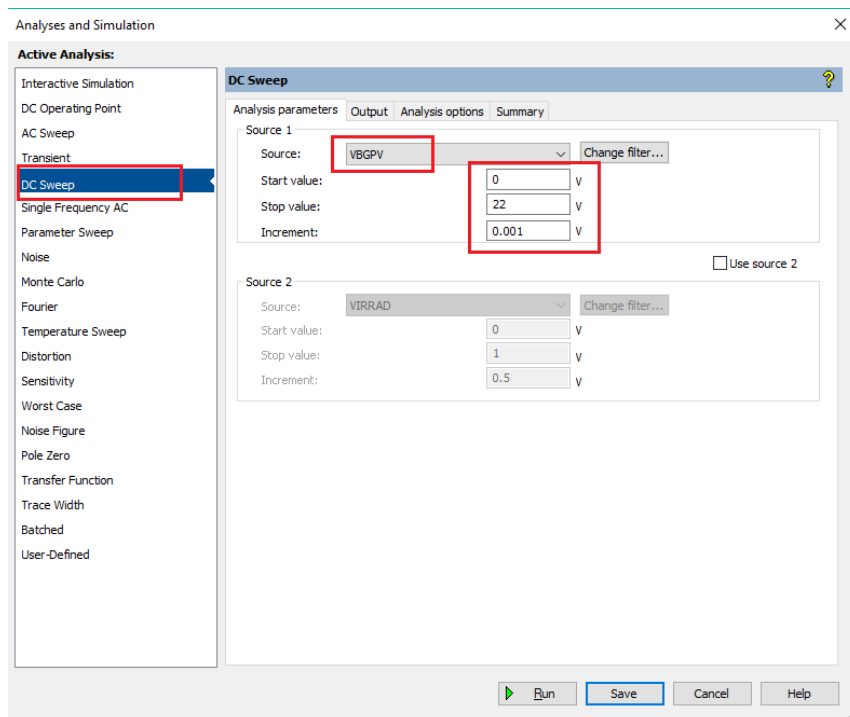 Analyses and Simulation
Active Analysis:
Interactive Simulation
DC Operating Point
AC Sweep
Transient
DC Sweep
Single Frequency AC
Parameter Sweep
Noise
Monte Carlo
Fourier
Temperature Sweep
Distortion
Sensitivity
Worst Case
Noise Figure
Pole Zero
Transfer Function
Trace Width
Batched
User-Defined
DC Sweep
Analysis parameters Output Analysis options Summary
Source 1
Source: VBGPV Change filter...
Start value: 0 V
Stop value: 22 V
Increment: 0.001 V
Use source 2
Source 2
Source: VIRRAD Change filter...
Start value: 0 V
Stop value: 1 V
Increment: 0.5 V
Run Save Cancel Help